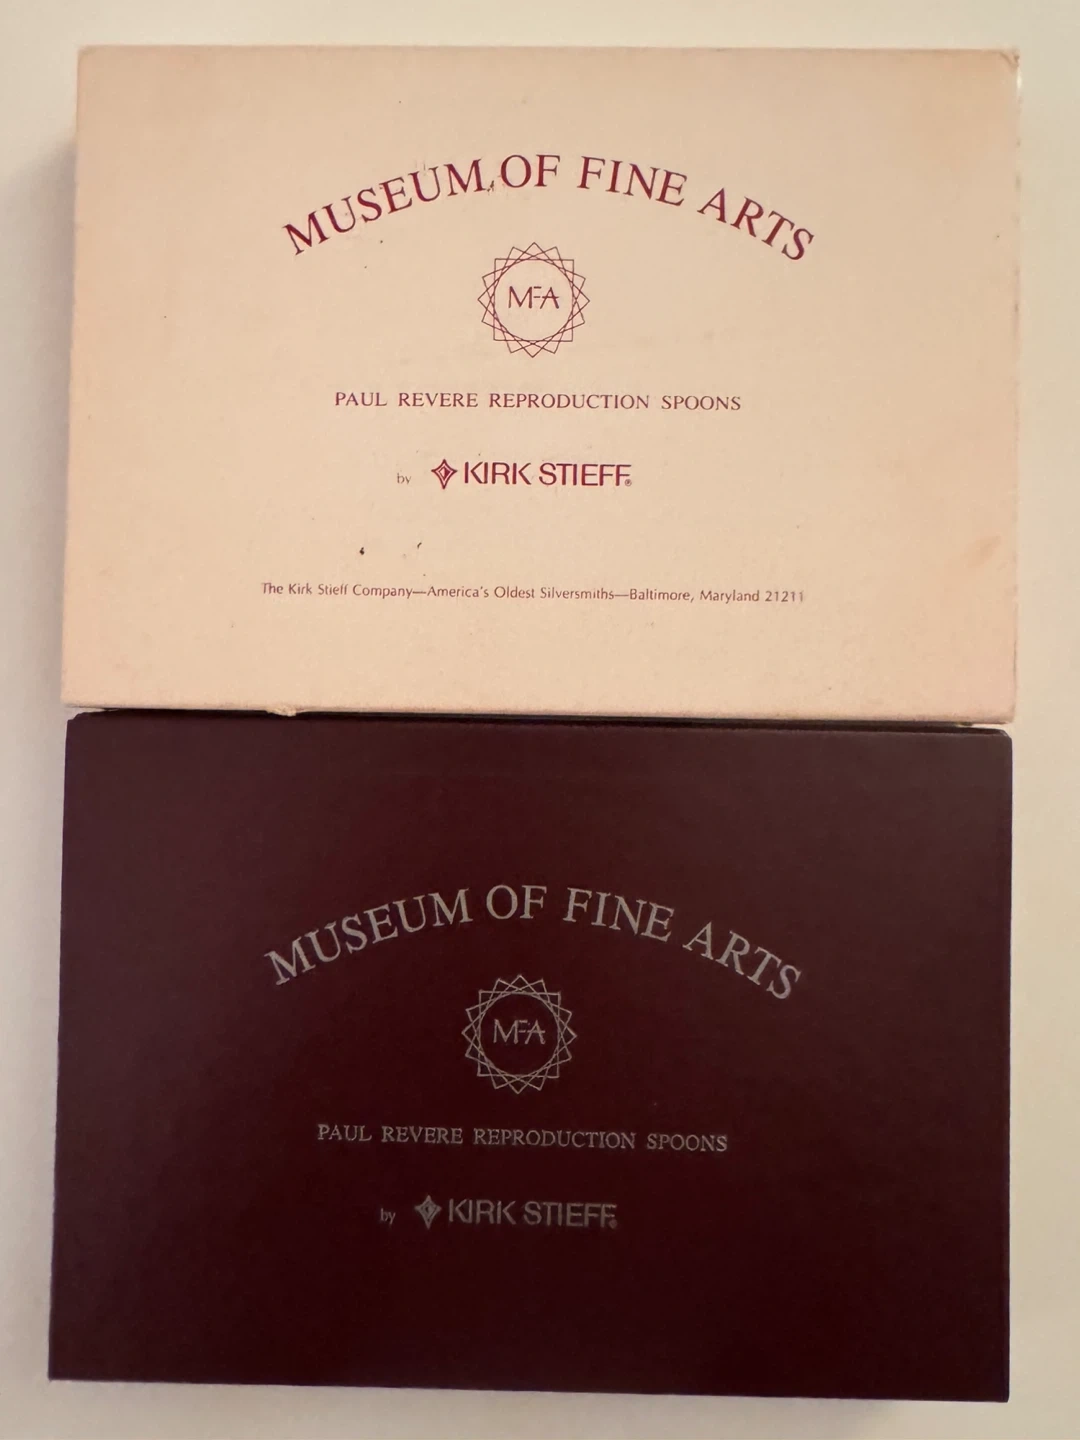 MUSEUM OF FINE ARTS
MFA
PAUL REVERE REPRODUCTION SPOONS
by KIRK STIEFF®
The Kirk Stieff Company—America's Oldest Silversmiths—Baltimore, Maryland 21211
MUSEUM OF FINE ARTS
MFA
PAUL REVERE REPRODUCTION SPOONS
by KIRK STIEFF®